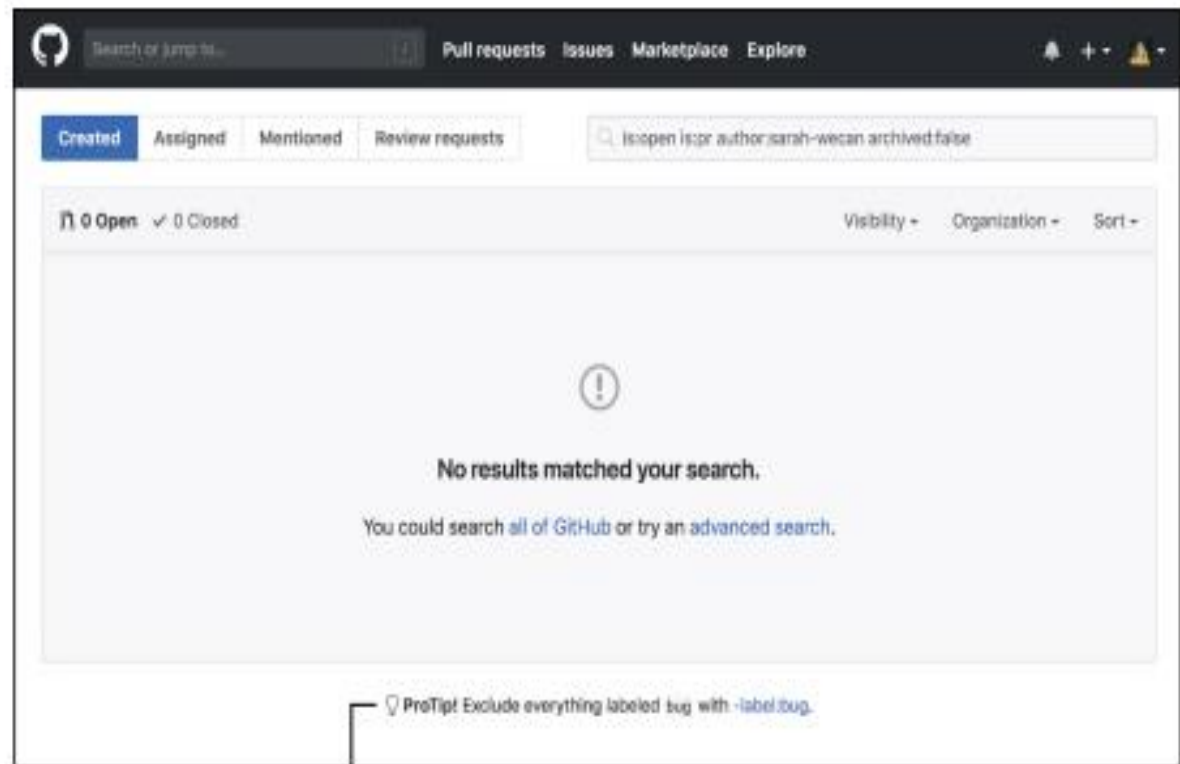 Search or jump to... /
Pull requests Issues Marketplace Explore
Created Assigned Mentioned Review requests
is:open is:pr author:sarah-wecan archived:false
0 Open ✓ 0 Closed
Visibility Organization Sort
No results matched your search.
You could search all of GitHub or try an advanced search.
ProTip! Exclude everything labeled bug with -label:bug.